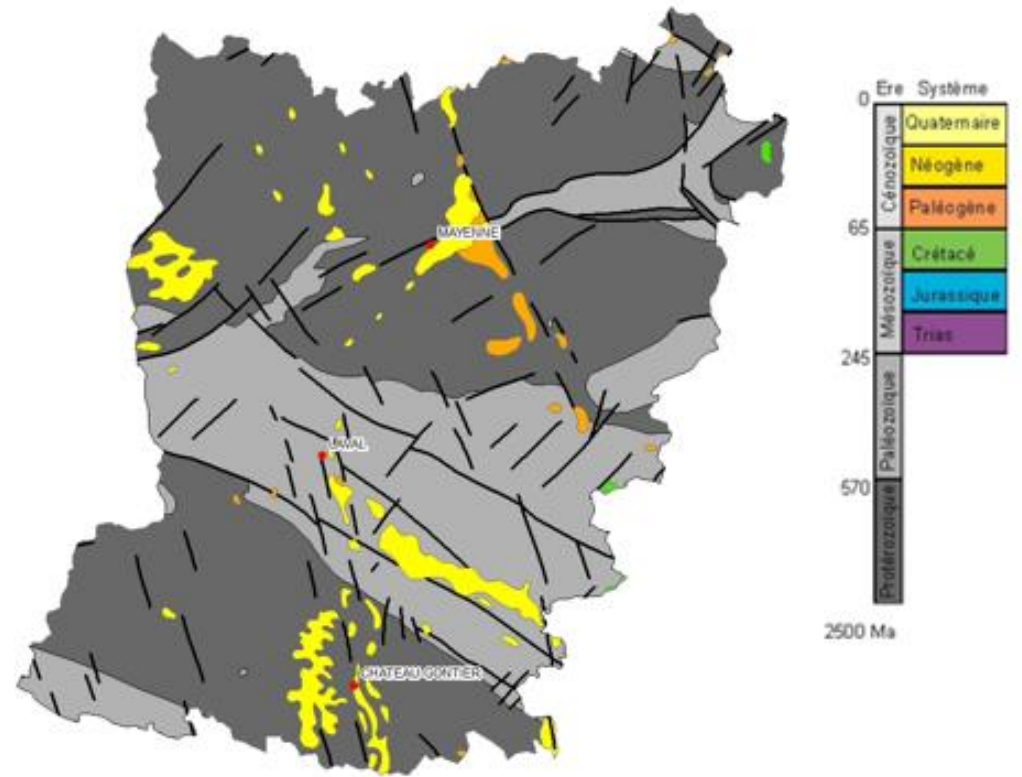 Ere Système
0
Cénozoïque
Quaternaire
Néogène
Paléogène
65
Mésozoïque
Crétacé
Jurassique
Trias
245
Paléozoïque
570
Protérozoïque
2500 Ma
MAYENNE
LAVAL
CHATEAU GONTIER